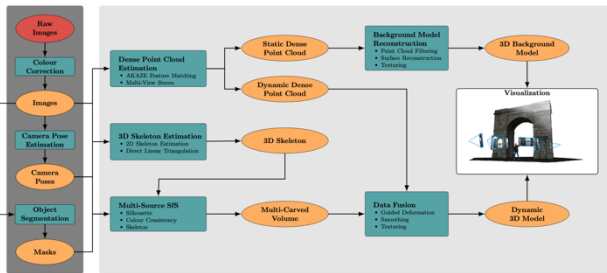 Raw
Images
Colour
Correction
Images
Camera Pose
Estimation
Camera
Poses
Object
Segmentation
Masks
Dense Point Cloud
Estimation
• AKAZE Feature Matching
• Multi-View Stereo
3D Skeleton Estimation
• 2D Skeleton Estimation
• Direct Linear Triangulation
Multi-Source SfS
• Silhouette
• Colour Consistency
• Skeleton
Static Dense
Point Cloud
Dynamic Dense
Point Cloud
3D Skeleton
Multi-Carved
Volume
Background Model
Reconstruction
• Point Cloud Filtering
• Surface Reconstruction
• Texturing
Data Fusion
• Guided Deformation
• Smoothing
• Texturing
3D Background
Model
Visualization
Dynamic
3D Model